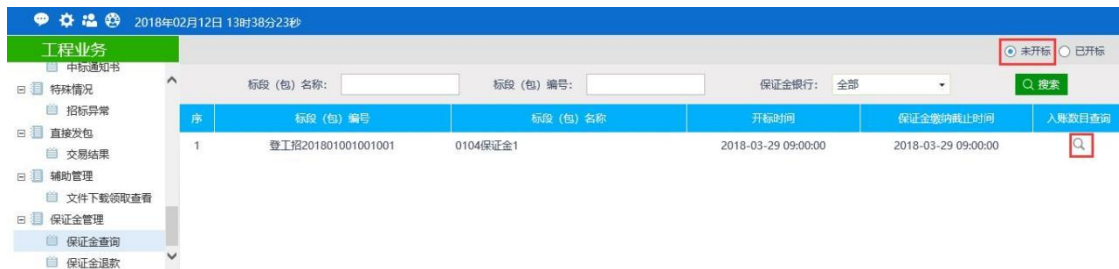 2018年02月12日 13时38分23秒
工程业务
未开标 已开标
中标通知书
特殊情况
招标异常
直接发包
交易结果
辅助管理
文件下载领取查看
保证金管理
保证金查询
保证金退款
标段（包）名称： 标段（包）编号： 保证金银行： 全部 搜索
序 标段（包）编号 标段（包）名称 开标时间 保证金缴纳截止时间 入账数目查询
1 登工招201801001001001 0104保证金1 2018-03-29 09:00:00 2018-03-29 09:00:00